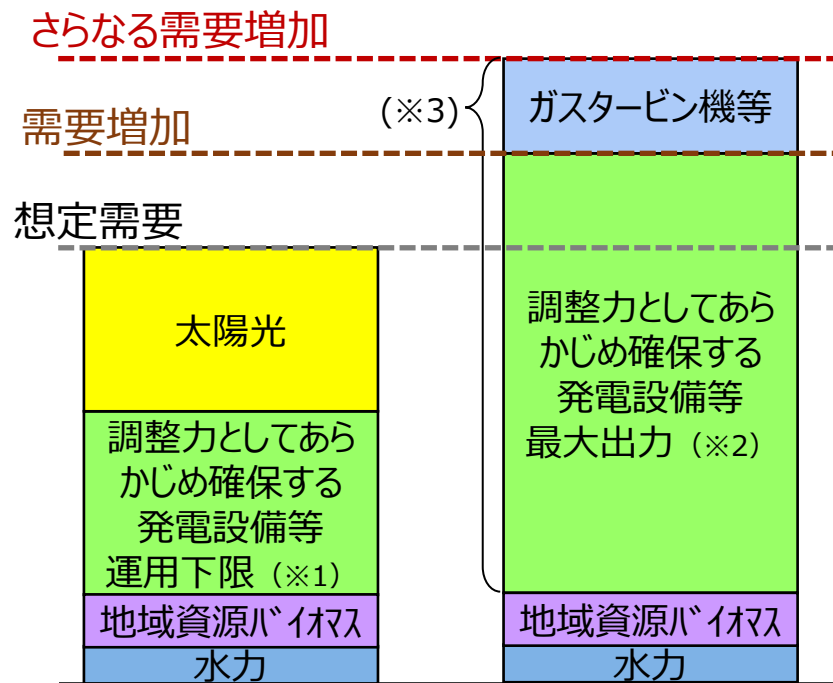 さらなる需要増加
(※3)
ガスタービン機等
需要増加
想定需要
太陽光
調整力としてあら
かじめ確保する
発電設備等
運用下限（※1）
地域資源バイオマス
水力
調整力としてあら
かじめ確保する
発電設備等
最大出力（※2）
地域資源バイオマス
水力